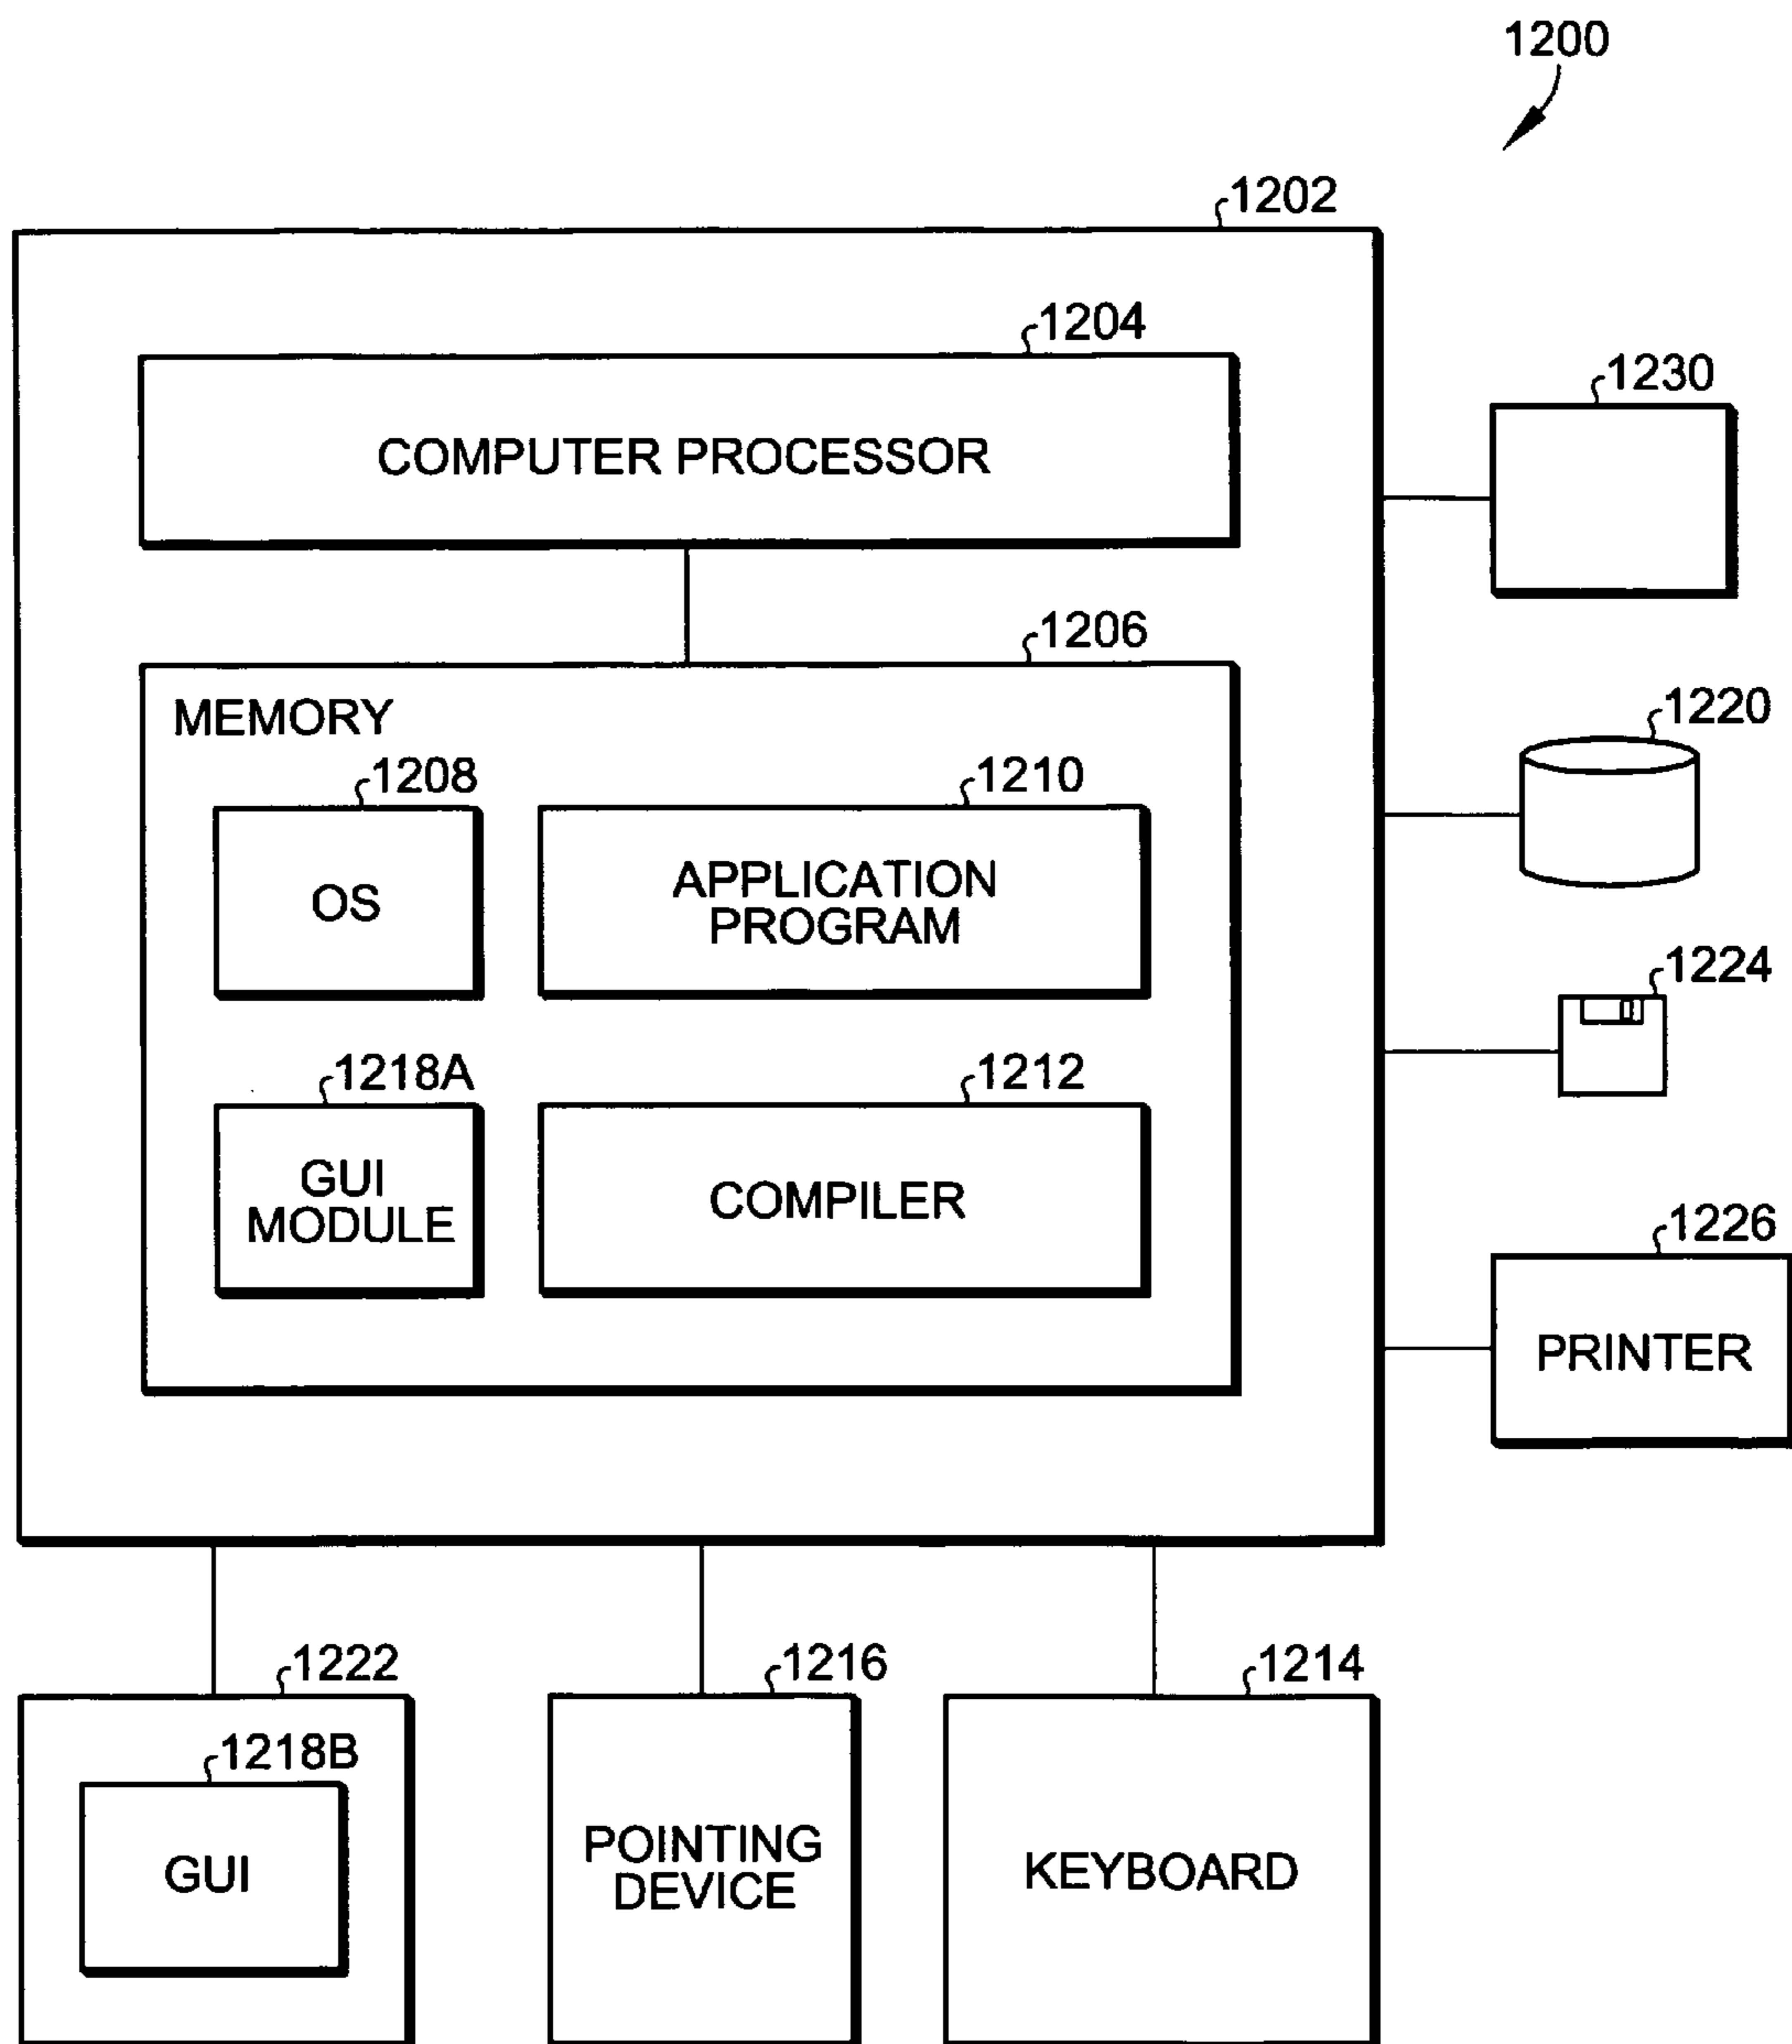 1200
1202
1204
COMPUTER PROCESSOR
1230
1206
MEMORY
1220
1208
1210
OS
APPLICATION
PROGRAM
1224
1218A
1212
GUI
MODULE
COMPILER
1226
PRINTER
1222
1216
1214
1218B
GUI
POINTING
DEVICE
KEYBOARD